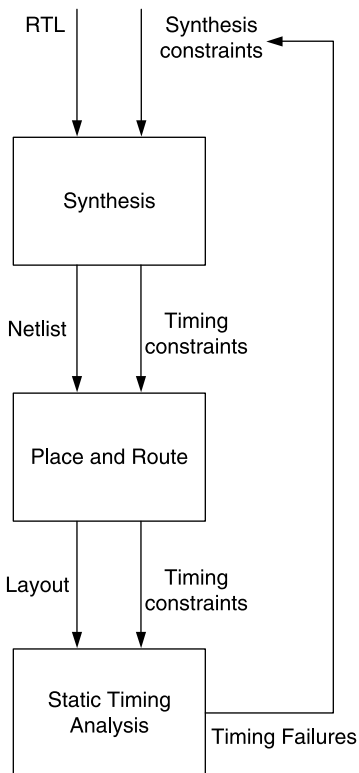 RTL
Synthesis
constraints
Synthesis
Netlist
Timing
constraints
Place and Route
Layout
Timing
constraints
Static Timing
Analysis
Timing Failures